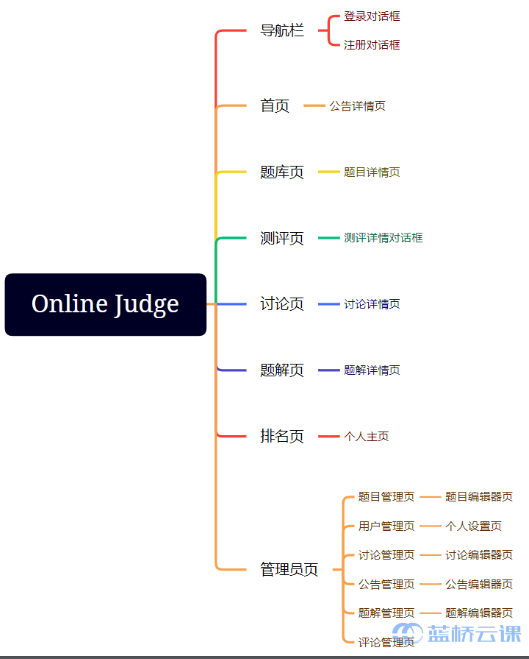 Online Judge
导航栏
登录对话框
注册对话框
首页
公告详情页
题库页
题目详情页
测评页
测评详情对话框
讨论页
讨论详情页
题解页
题解详情页
排名页
个人主页
管理员页
题目管理页
题目编辑器页
用户管理页
个人设置页
讨论管理页
讨论编辑器页
公告管理页
公告编辑器页
题解管理页
题解编辑器页
评论管理页
蓝桥云课